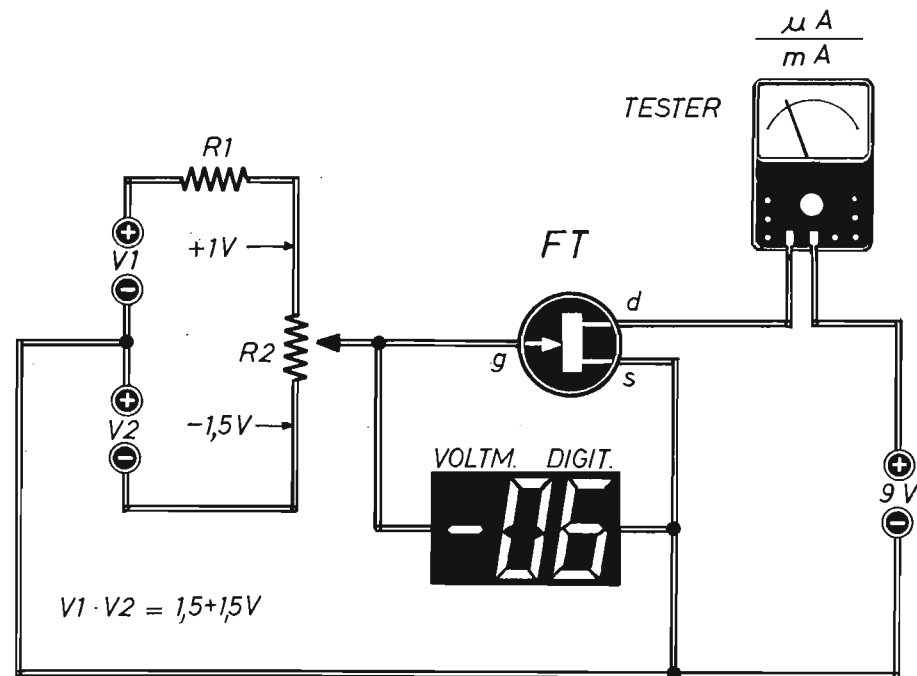 μA
mA
TESTER
R1
+
V1
-
+1V
FT
d
R2
g
s
+
V2
-
-1,5V
VOLTM. DIGIT.
-06
+
9V
-
V1·V2 = 1,5+1,5V